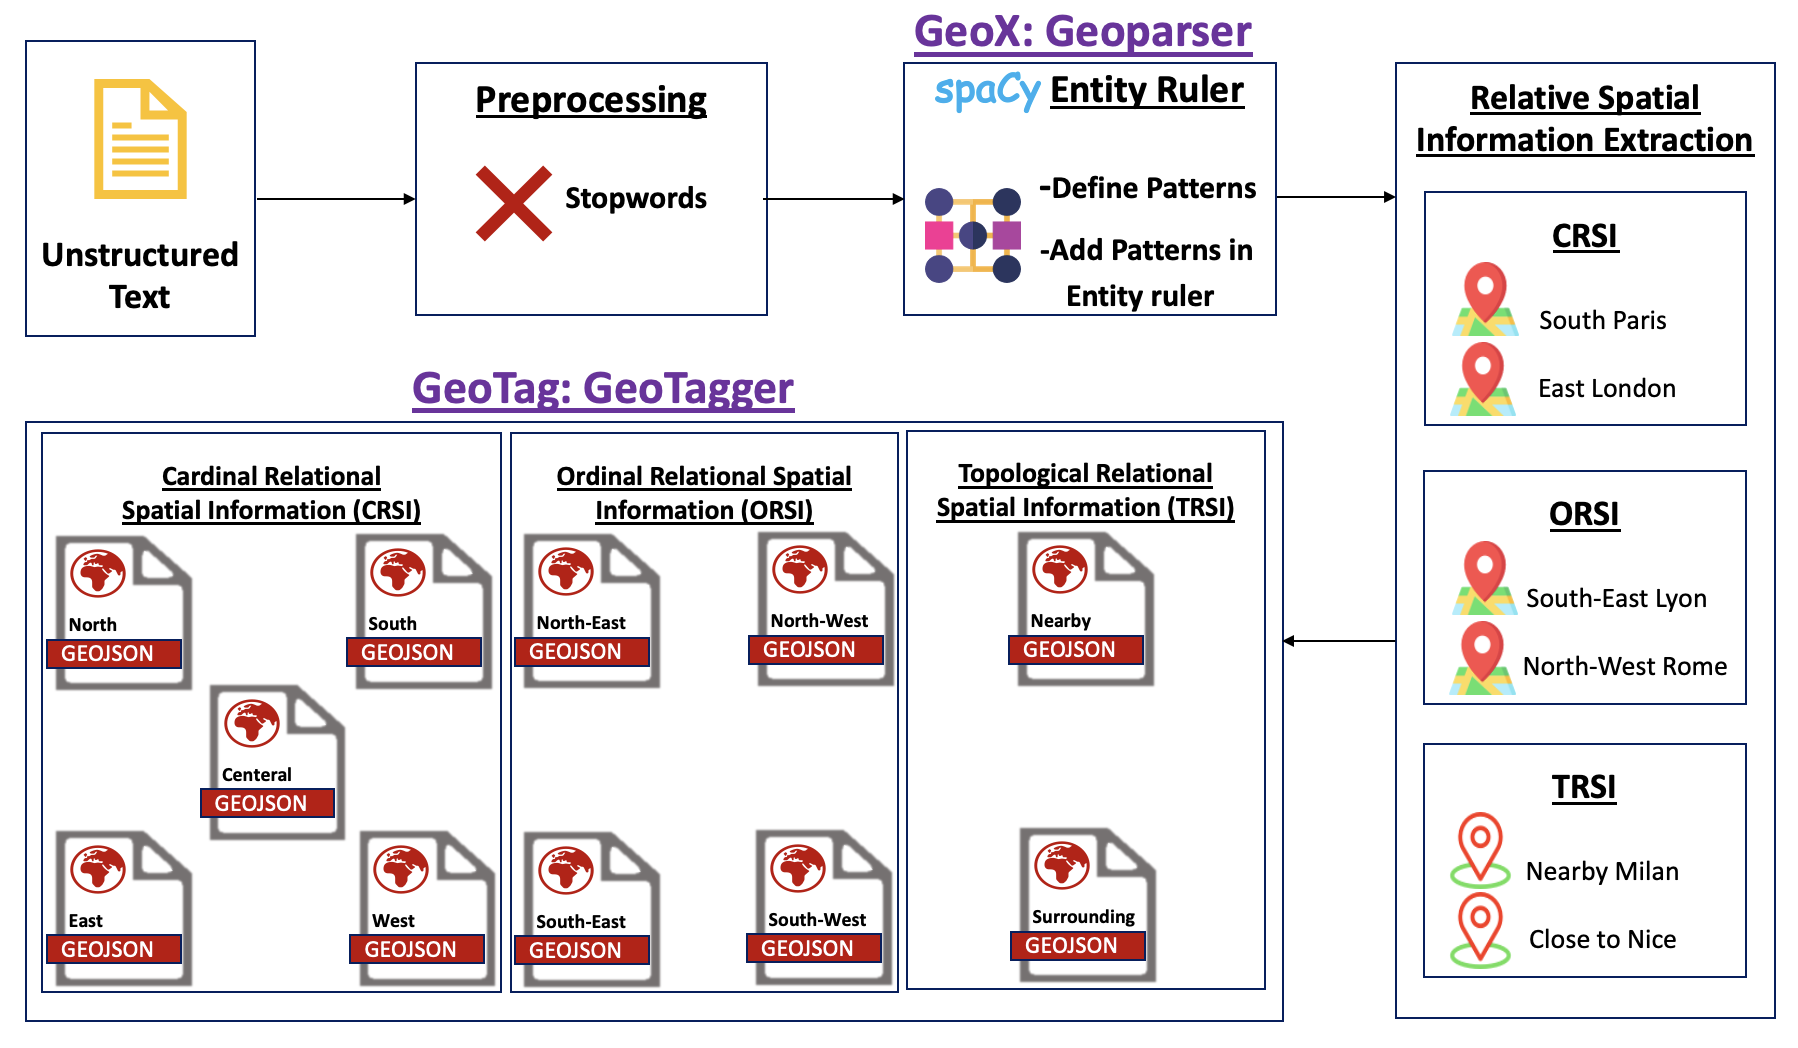 GeoX: Geoparser
Unstructured
Text
Preprocessing
Stopwords
spaCy Entity Ruler
-Define Patterns
-Add Patterns in
Entity ruler
Relative Spatial
Information Extraction
CRSI
South Paris
East London
ORSI
South-East Lyon
North-West Rome
TRSI
Nearby Milan
Close to Nice
GeoTag: GeoTagger
Cardinal Relational
Spatial Information (CRSI)
North
GEOJSON
South
GEOJSON
Centeral
GEOJSON
East
GEOJSON
West
GEOJSON
Ordinal Relational Spatial
Information (ORSI)
North-East
GEOJSON
North-West
GEOJSON
South-East
GEOJSON
South-West
GEOJSON
Topological Relational
Spatial Information (TRSI)
Nearby
GEOJSON
Surrounding
GEOJSON